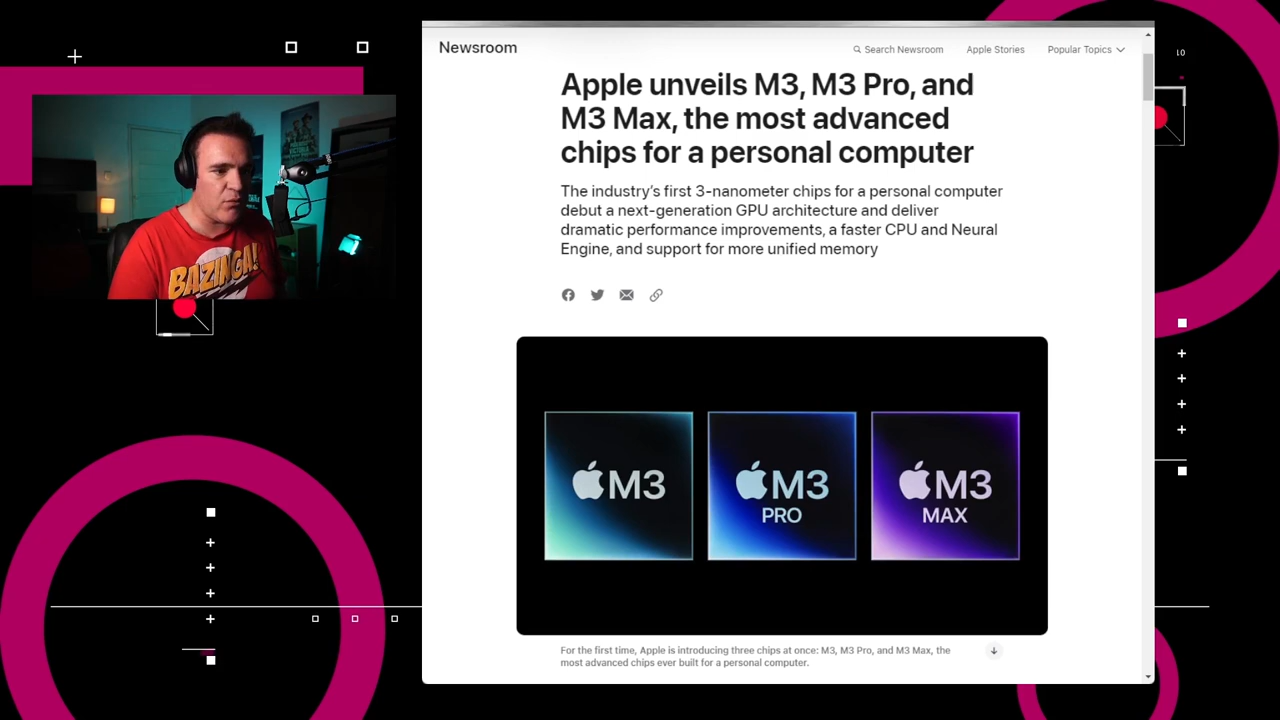 Newsroom
Search Newsroom
Apple Stories
Popular Topics
Apple unveils M3, M3 Pro, and
M3 Max, the most advanced
chips for a personal computer
The industry's first 3-nanometer chips for a personal computer
debut a next-generation GPU architecture and deliver
dramatic performance improvements, a faster CPU and Neural
Engine, and support for more unified memory
BAZINGA!
M3
M3
PRO
M3
MAX
For the first time, Apple is introducing three chips at once: M3, M3 Pro, and M3 Max, the
most advanced chips ever built for a personal computer.